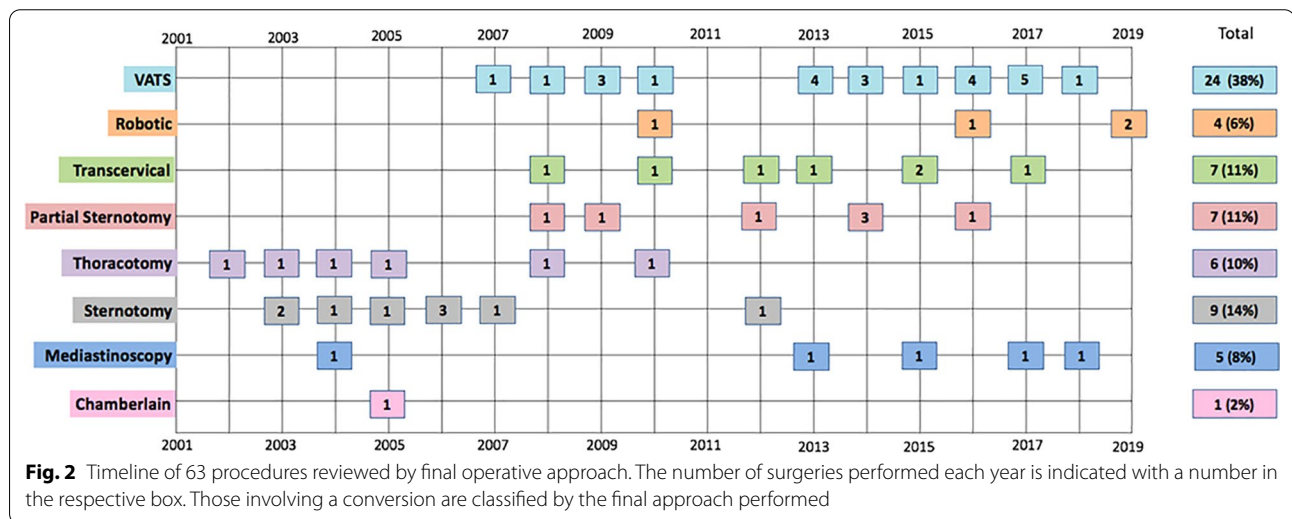 2001 2003 2005 2007 2009 2011 2013 2015 2017 2019 Total
VATS 1 1 3 1 4 3 1 4 5 1 24 (38%)
Robotic 1 1 2 4 (6%)
Transcervical 1 1 1 1 2 1 7 (11%)
Partial Sternotomy 1 1 1 3 1 7 (11%)
Thoracotomy 1 1 1 1 1 1 6 (10%)
Sternotomy 2 1 1 3 1 1 9 (14%)
Mediastinoscopy 1 1 1 1 1 5 (8%)
Chamberlain 1 1 (2%)
2001 2003 2005 2007 2009 2011 2013 2015 2017 2019
Fig. 2 Timeline of 63 procedures reviewed by final operative approach. The number of surgeries performed each year is indicated with a number in
the respective box. Those involving a conversion are classified by the final approach performed